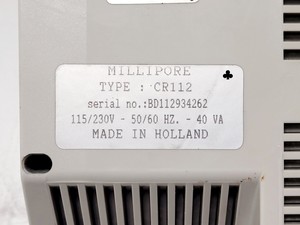 MILLIPORE
TYPE : CR112
serial no.:BD112934262
115/230V - 50/60 HZ. - 40 VA
MADE IN HOLLAND